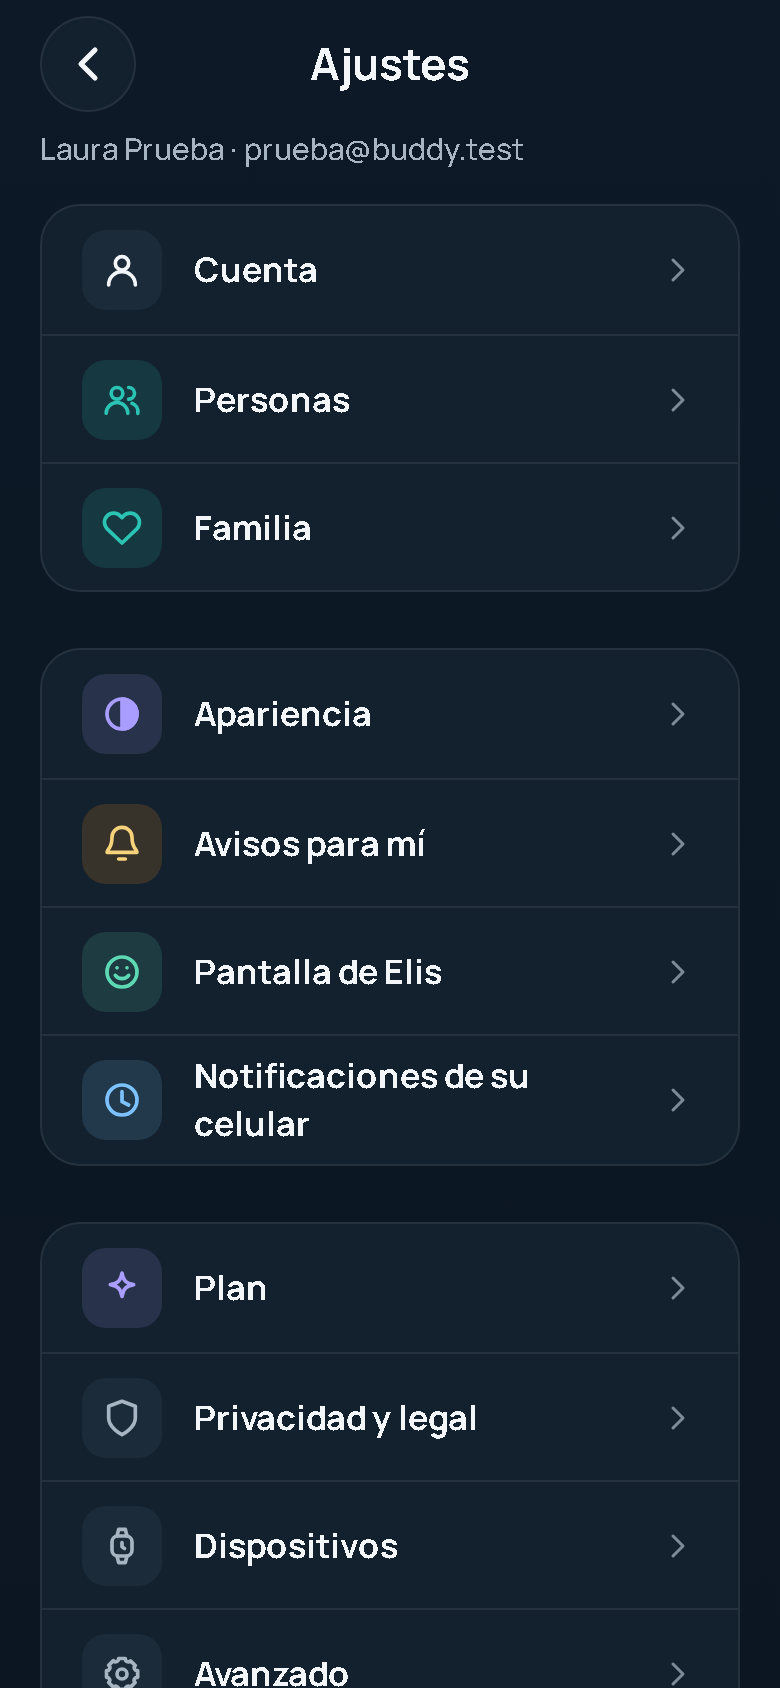 Ajustes
Laura Prueba · prueba@buddy.test
Cuenta
Personas
Familia
Apariencia
Avisos para mí
Pantalla de Elis
Notificaciones de su
celular
Plan
Privacidad y legal
Dispositivos
Avanzado